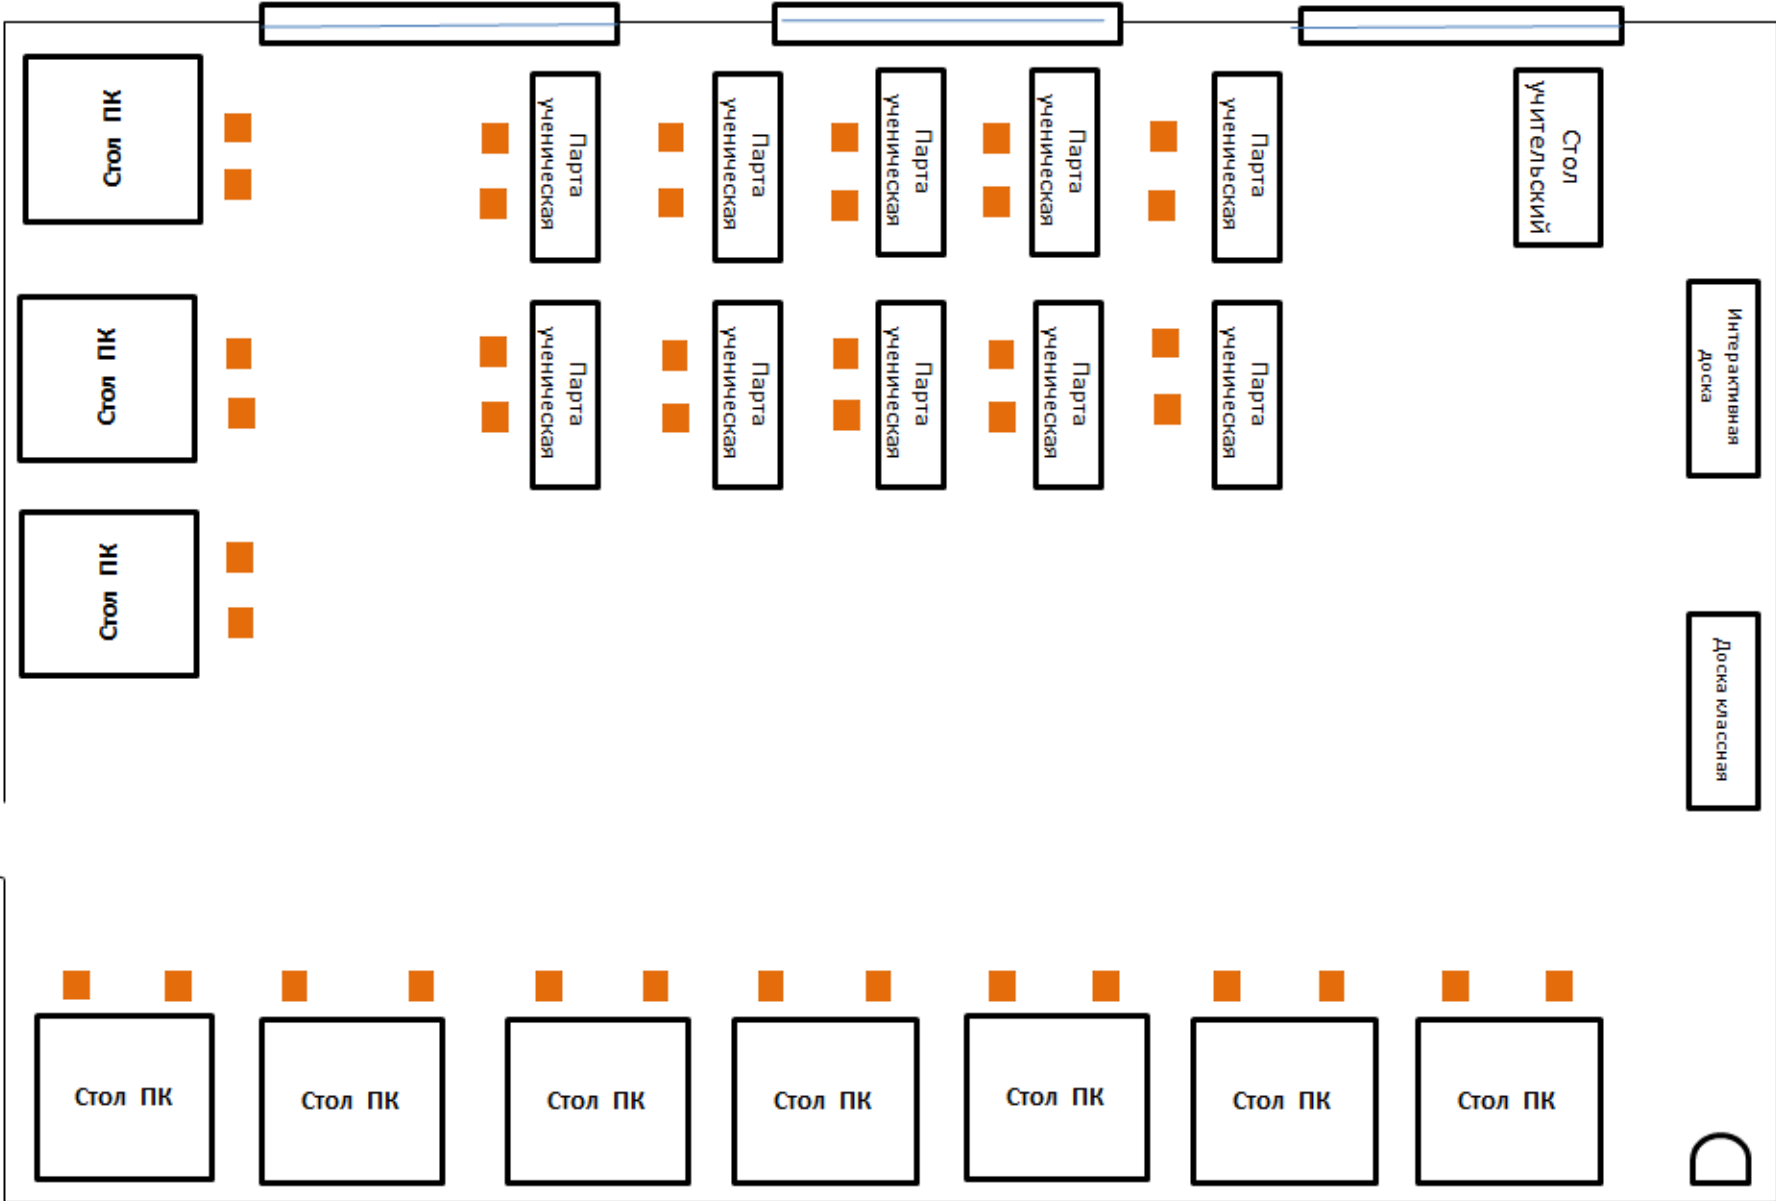 Стол ПК
Парта
ученическая
Парта
ученическая
Парта
ученическая
Парта
ученическая
Парта
ученическая
Стол
учительский
Стол ПК
Парта
ученическая
Парта
ученическая
Парта
ученическая
Парта
ученическая
Парта
ученическая
Интерактивная
доска
Стол ПК
Доска классная
Стол ПК
Стол ПК
Стол ПК
Стол ПК
Стол ПК
Стол ПК
Стол ПК